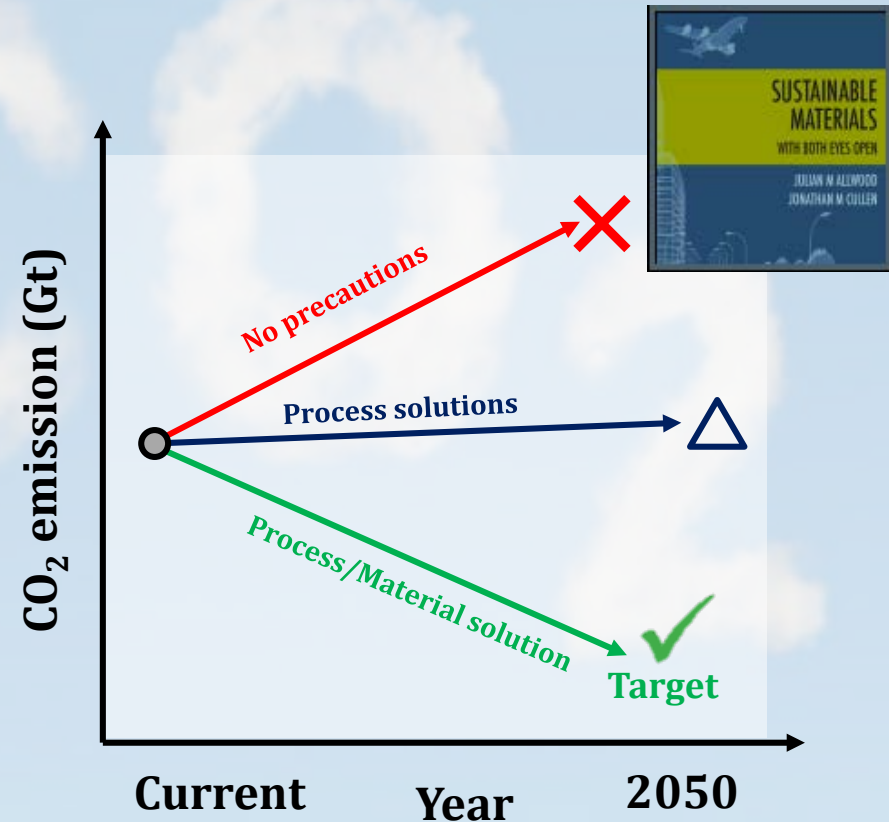 SUSTAINABLE
MATERIALS
WITH BOTH EYES OPEN
JULIAN M ALLWOOD
JONATHAN M CULLEN
CO₂ emission (Gt)
No precautions
Process solutions
Process/Material solution
Target
Current
Year
2050
CO2